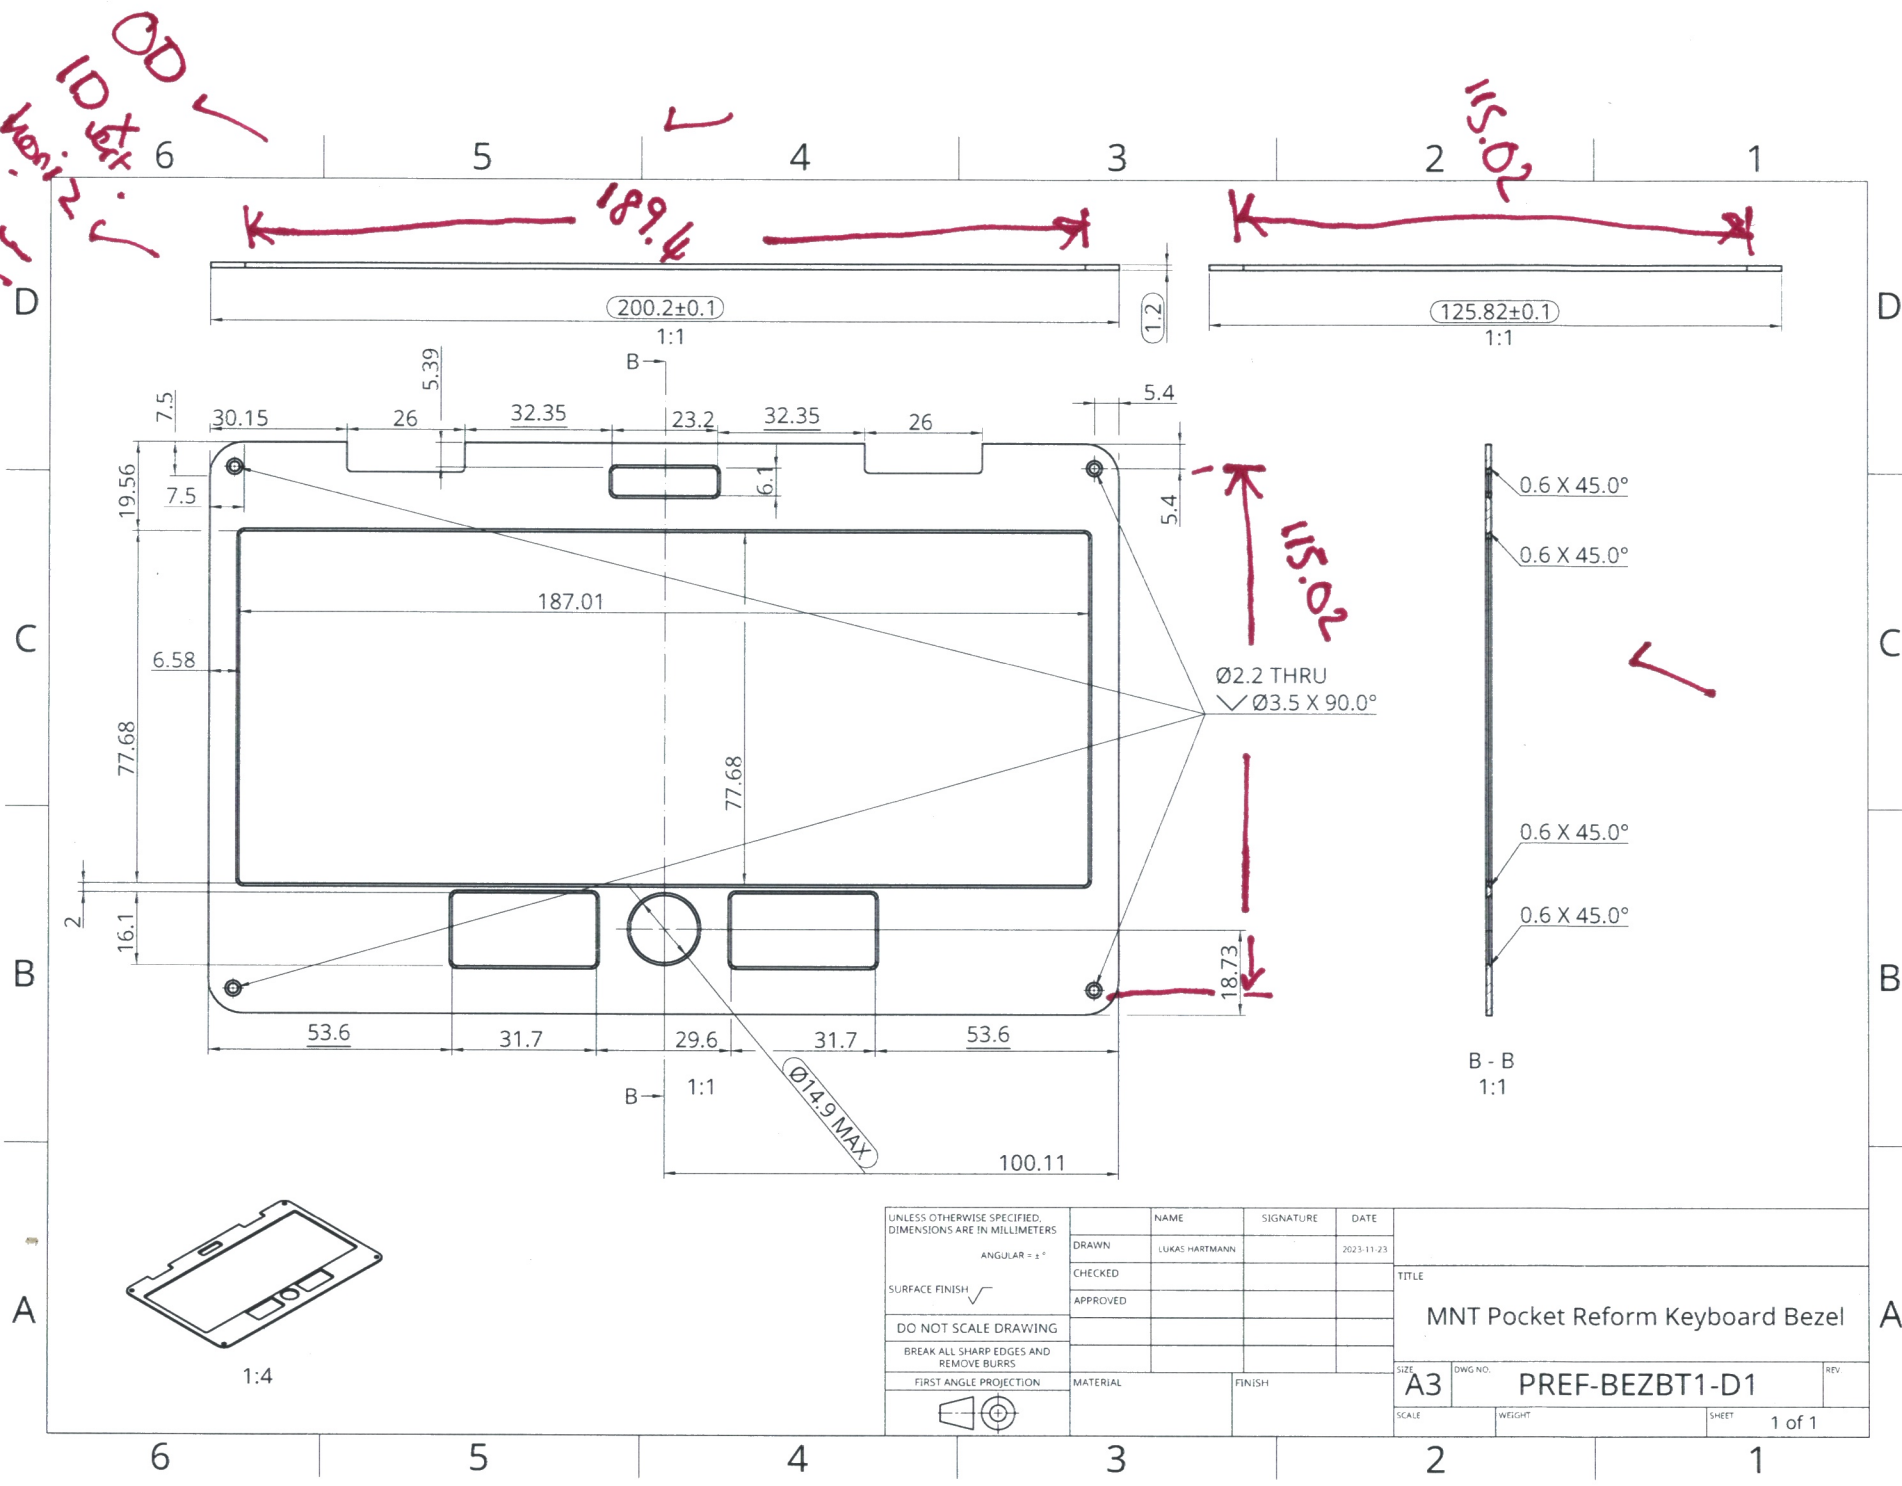 OD
ID
vert.
horiz.
6 5 4 3 2 1
189.4
115.02
D
D
200.2±0.1
1:1
1.2
125.82±0.1
1:1
B
5.39
7.5
30.15
26
32.35
23.2
32.35
26
5.4
19.56
7.5
6.1
5.4
0.6 X 45.0°
0.6 X 45.0°
115.02
C
C
187.01
6.58
Ø2.2 THRU
Ø3.5 X 90.0°
77.68
77.68
0.6 X 45.0°
0.6 X 45.0°
2
16.1
18.73
B
B
53.6
31.7
29.6
31.7
53.6
B
1:1
Ø14.9 MAX
B - B
1:1
100.11
A
A
1:4
UNLESS OTHERWISE SPECIFIED,
DIMENSIONS ARE IN MILLIMETERS
ANGULAR = ± °
SURFACE FINISH
DO NOT SCALE DRAWING
BREAK ALL SHARP EDGES AND
REMOVE BURRS
FIRST ANGLE PROJECTION
NAME SIGNATURE DATE
DRAWN LUKAS HARTMANN 2023-11-23
CHECKED
APPROVED
MATERIAL FINISH
TITLE
MNT Pocket Reform Keyboard Bezel
SIZE DWG NO. REV
A3 PREF-BEZBT1-D1
SCALE WEIGHT SHEET 1 of 1
6 5 4 3 2 1